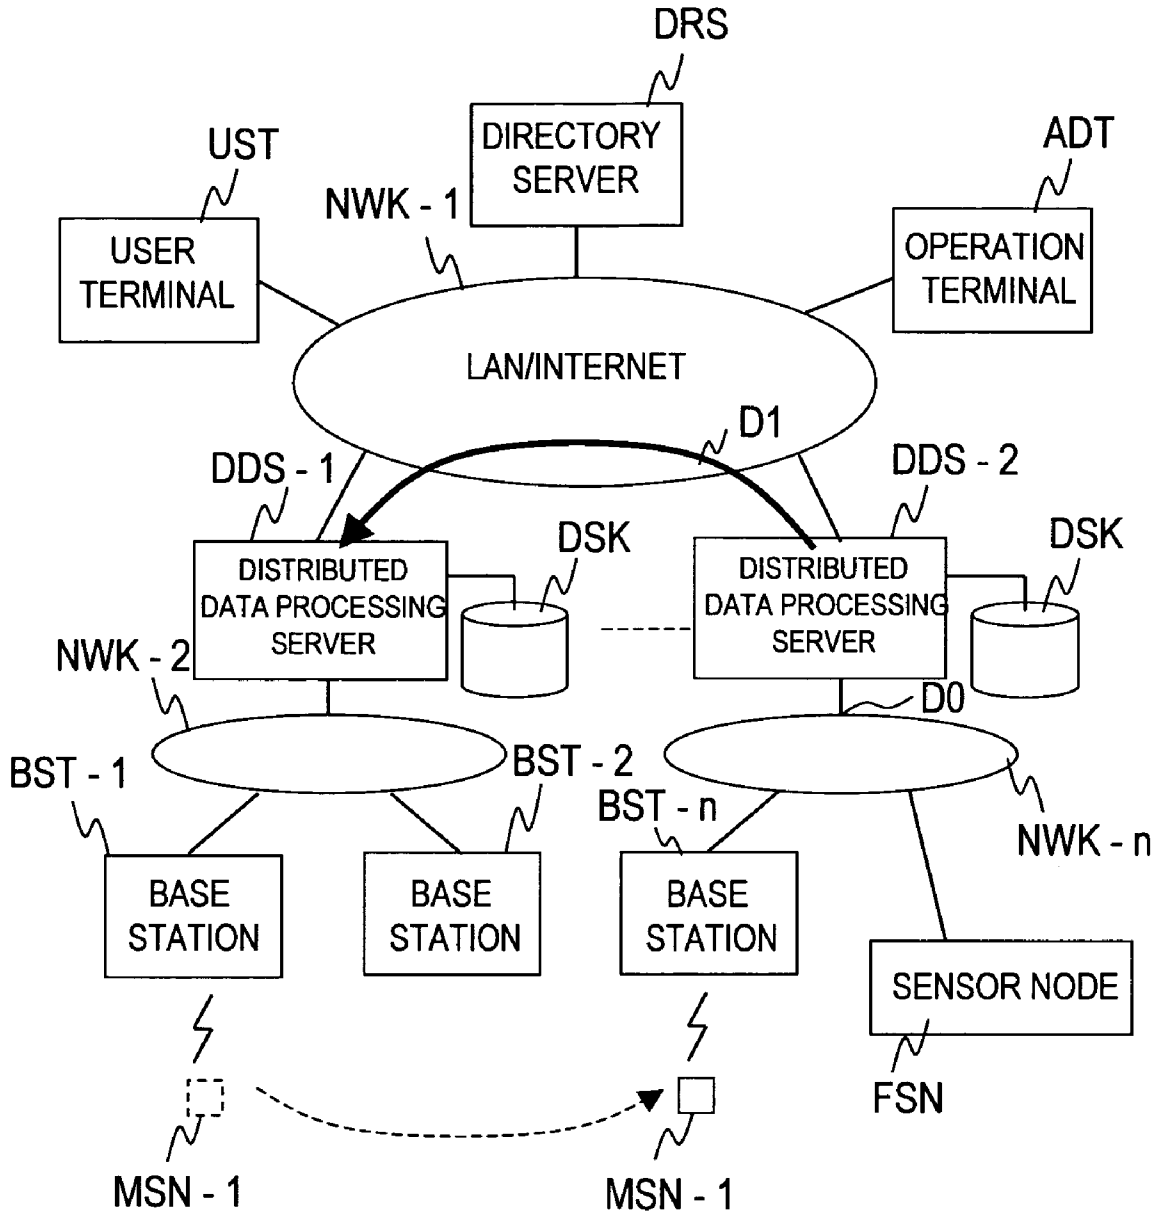 DRS
DIRECTORY
SERVER
UST
ADT
NWK - 1
USER
TERMINAL
OPERATION
TERMINAL
LAN/INTERNET
D1
DDS - 1
DDS - 2
DSK
DSK
DISTRIBUTED
DATA PROCESSING
SERVER
DISTRIBUTED
DATA PROCESSING
SERVER
NWK - 2
D0
BST - 1
BST - 2
BST - n
NWK - n
BASE
STATION
BASE
STATION
BASE
STATION
SENSOR NODE
FSN
MSN - 1
MSN - 1